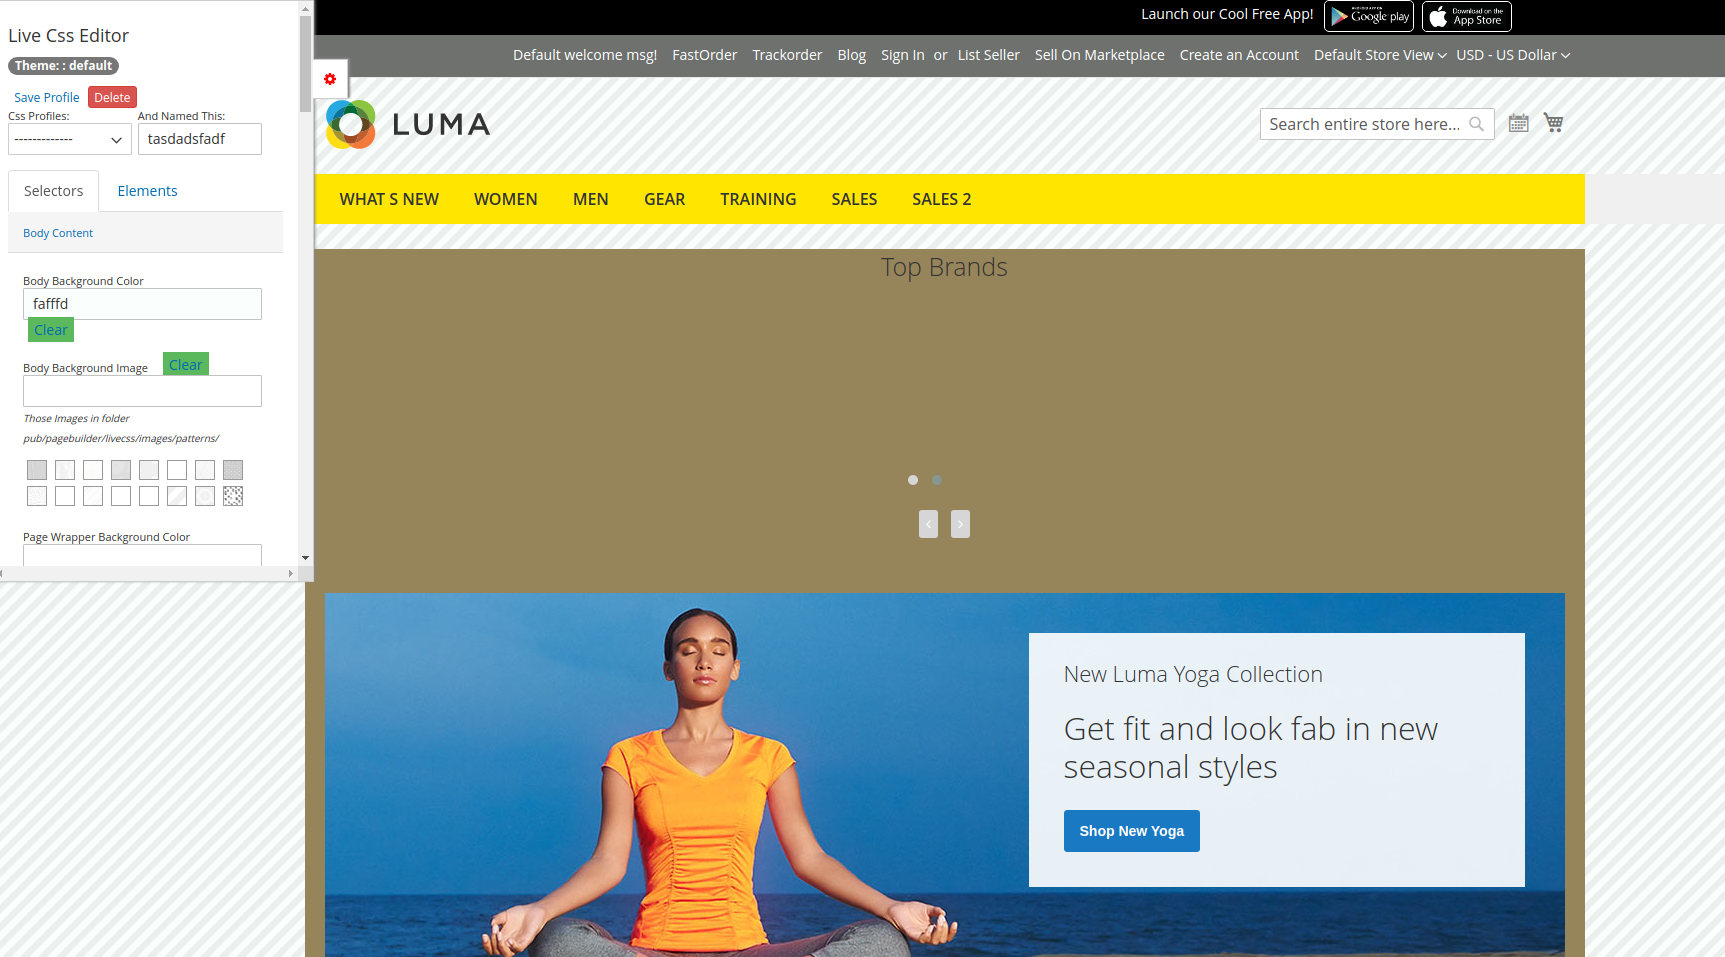 Launch our Cool Free App!
ANDROID APP ON
Google play
Download on the
App Store
Default welcome msg! FastOrder Trackorder Blog Sign In or List Seller Sell On Marketplace Create an Account Default Store View USD - US Dollar
LUMA
Search entire store here...
WHAT S NEW WOMEN MEN GEAR TRAINING SALES SALES 2
Live Css Editor
Theme: : default
Save Profile Delete
Css Profiles: And Named This:
------------- tasdadsfadf
Selectors Elements
Body Content
Body Background Color
fafffd
Clear
Body Background Image Clear
Those Images in folder
pub/pagebuilder/livecss/images/patterns/
Page Wrapper Background Color
Top Brands
New Luma Yoga Collection
Get fit and look fab in new
seasonal styles
Shop New Yoga